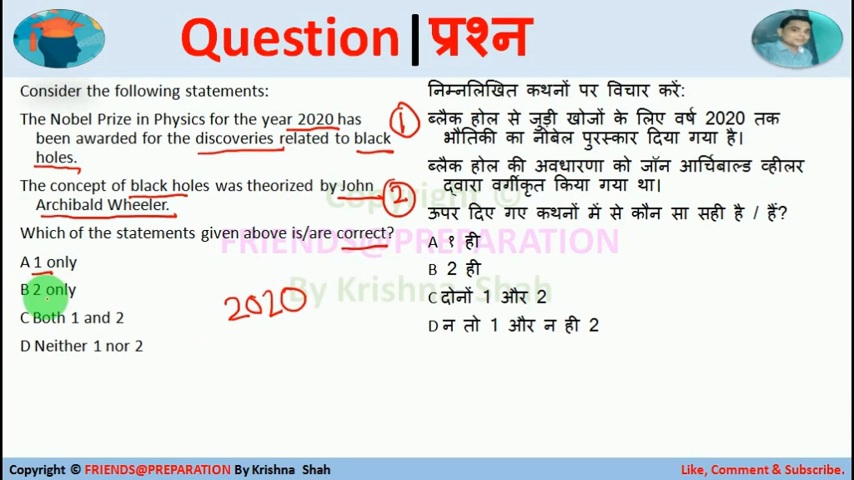 Question|प्रश्न
Consider the following statements:
The Nobel Prize in Physics for the year 2020 has
been awarded for the discoveries related to black
holes.
The concept of black holes was theorized by John
Archibald Wheeler.
Which of the statements given above is/are correct?
A 1 only
B 2 only
C Both 1 and 2
D Neither 1 nor 2
1
2
2020
निम्नलिखित कथनों पर विचार करें:
ब्लैक होल से जुड़ी खोजों के लिए वर्ष 2020 तक
भौतिकी का नोबेल पुरस्कार दिया गया है।
ब्लैक होल की अवधारणा को जॉन आर्चिबाल्ड व्हीलर
द्वारा वर्गीकृत किया गया था।
ऊपर दिए गए कथनों में से कौन सा सही है / हैं?
A १ ही
B 2 ही
C दोनों 1 और 2
D न तो 1 और न ही 2
Copyright ©
FRIENDS@PREPARATION
By Krishna Shah
Copyright © FRIENDS@PREPARATION By Krishna Shah
Like, Comment & Subscribe.